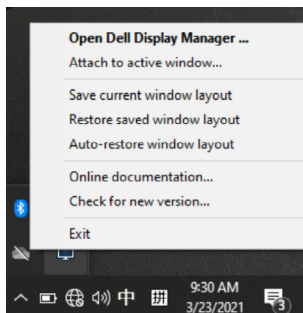 Open Dell Display Manager ...
Attach to active window...
Save current window layout
Restore saved window layout
Auto-restore window layout
Online documentation...
Check for new version...
Exit
中 拼 9:30 AM
3/23/2021
3